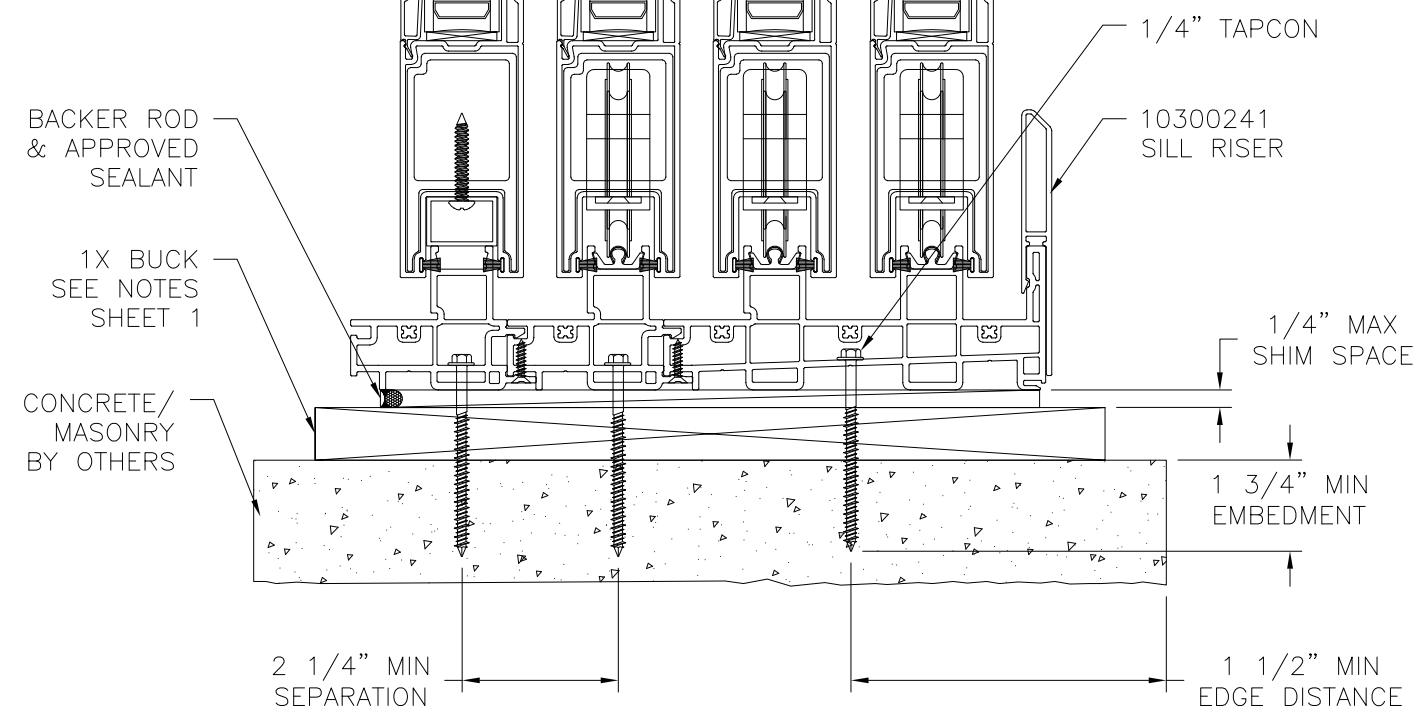 1/4” TAPCON
10300241
SILL RISER
BACKER ROD
& APPROVED
SEALANT
1X BUCK
SEE NOTES
SHEET 1
CONCRETE/
MASONRY
BY OTHERS
1/4” MAX
SHIM SPACE
1 3/4” MIN
EMBEDMENT
2 1/4” MIN
SEPARATION
1 1/2” MIN
EDGE DISTANCE